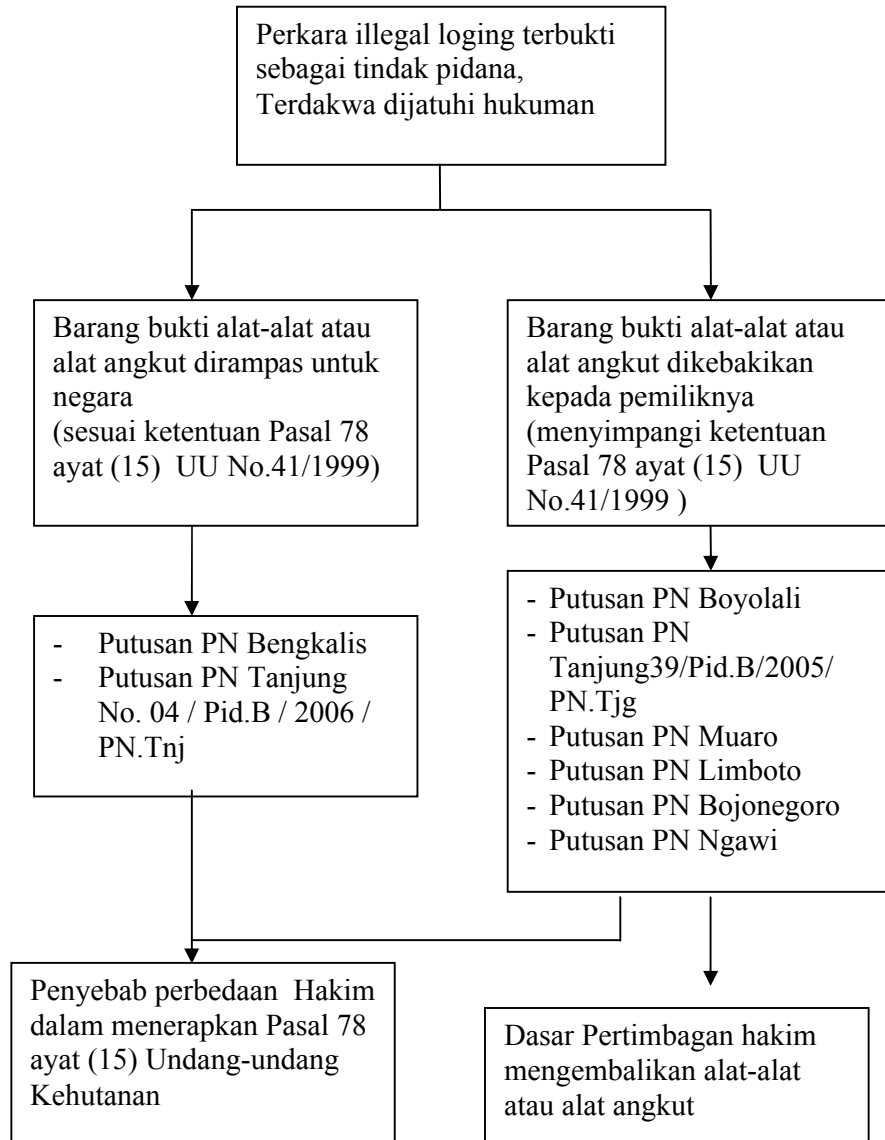 Perkara illegal loging terbukti
sebagai tindak pidana,
Terdakwa dijatuhi hukuman
Barang bukti alat-alat atau
alat angkut dirampas untuk
negara
(sesuai ketentuan Pasal 78
ayat (15) UU No.41/1999)
Barang bukti alat-alat atau
alat angkut dikebakikan
kepada pemiliknya
(menyimpangi ketentuan
Pasal 78 ayat (15) UU
No.41/1999 )
- Putusan PN Bengkalis
- Putusan PN Tanjung
No. 04 / Pid.B / 2006 /
PN.Tnj
- Putusan PN Boyolali
- Putusan PN
Tanjung39/Pid.B/2005/
PN.Tjg
- Putusan PN Muaro
- Putusan PN Limboto
- Putusan PN Bojonegoro
- Putusan PN Ngawi
Penyebab perbedaan Hakim
dalam menerapkan Pasal 78
ayat (15) Undang-undang
Kehutanan
Dasar Pertimbagan hakim
mengembalikan alat-alat
atau alat angkut